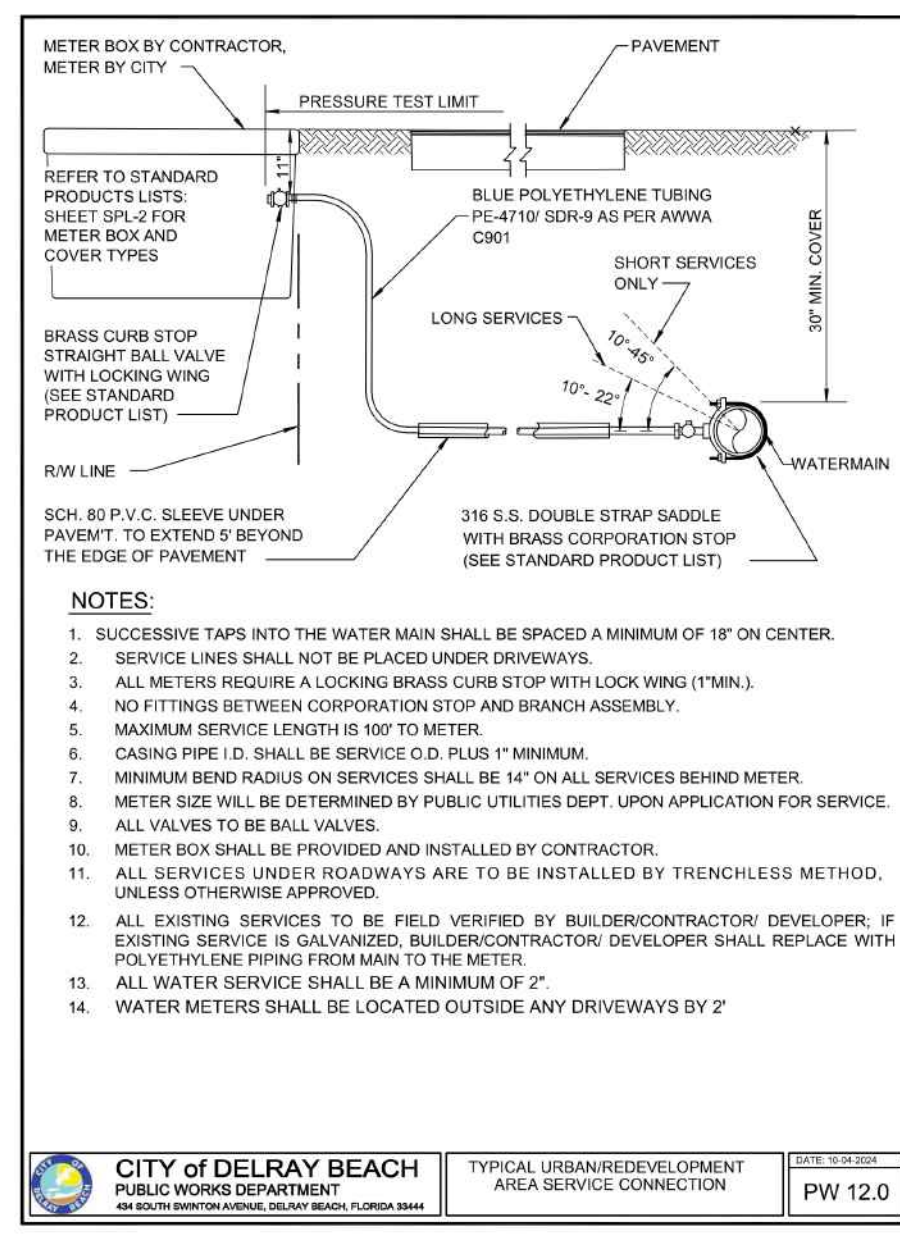 METER BOX BY CONTRACTOR,
METER BY CITY
PAVEMENT
PRESSURE TEST LIMIT
11"
REFER TO STANDARD
PRODUCTS LISTS:
SHEET SPL-2 FOR
METER BOX AND
COVER TYPES
BLUE POLYETHYLENE TUBING
PE-4710/ SDR-9 AS PER AWWA
C901
30" MIN. COVER
SHORT SERVICES
ONLY
LONG SERVICES
10°-45°
10°- 22°
BRASS CURB STOP
STRAIGHT BALL VALVE
WITH LOCKING WING
(SEE STANDARD
PRODUCT LIST)
R/W LINE
WATERMAIN
SCH. 80 P.V.C. SLEEVE UNDER
PAVEM'T. TO EXTEND 5' BEYOND
THE EDGE OF PAVEMENT
316 S.S. DOUBLE STRAP SADDLE
WITH BRASS CORPORATION STOP
(SEE STANDARD PRODUCT LIST)
NOTES:
1. SUCCESSIVE TAPS INTO THE WATER MAIN SHALL BE SPACED A MINIMUM OF 18" ON CENTER.
2. SERVICE LINES SHALL NOT BE PLACED UNDER DRIVEWAYS.
3. ALL METERS REQUIRE A LOCKING BRASS CURB STOP WITH LOCK WING (1"MIN.).
4. NO FITTINGS BETWEEN CORPORATION STOP AND BRANCH ASSEMBLY.
5. MAXIMUM SERVICE LENGTH IS 100' TO METER.
6. CASING PIPE I.D. SHALL BE SERVICE O.D. PLUS 1" MINIMUM.
7. MINIMUM BEND RADIUS ON SERVICES SHALL BE 14" ON ALL SERVICES BEHIND METER.
8. METER SIZE WILL BE DETERMINED BY PUBLIC UTILITIES DEPT. UPON APPLICATION FOR SERVICE.
9. ALL VALVES TO BE BALL VALVES.
10. METER BOX SHALL BE PROVIDED AND INSTALLED BY CONTRACTOR.
11. ALL SERVICES UNDER ROADWAYS ARE TO BE INSTALLED BY TRENCHLESS METHOD,
UNLESS OTHERWISE APPROVED.
12. ALL EXISTING SERVICES TO BE FIELD VERIFIED BY BUILDER/CONTRACTOR/ DEVELOPER; IF
EXISTING SERVICE IS GALVANIZED, BUILDER/CONTRACTOR/ DEVELOPER SHALL REPLACE WITH
POLYETHYLENE PIPING FROM MAIN TO THE METER.
13. ALL WATER SERVICE SHALL BE A MINIMUM OF 2".
14. WATER METERS SHALL BE LOCATED OUTSIDE ANY DRIVEWAYS BY 2'
CITY OF
DELRAY BEACH
CITY of DELRAY BEACH
PUBLIC WORKS DEPARTMENT
434 SOUTH SWINTON AVENUE, DELRAY BEACH, FLORIDA 33444
TYPICAL URBAN/REDEVELOPMENT
AREA SERVICE CONNECTION
DATE: 10-04-2024
PW 12.0